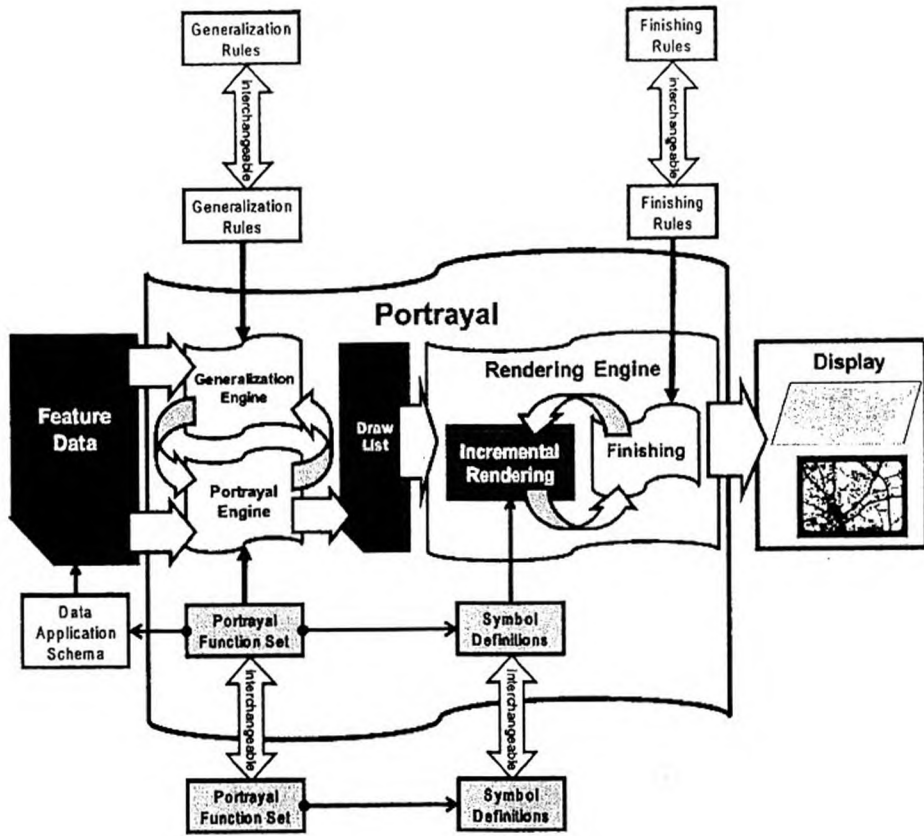 Generalization
Rules
Finishing
Rules
interchangeable
interchangeable
Generalization
Rules
Finishing
Rules
Portrayal
Feature
Data
Generalization
Engine
Portrayal
Engine
Draw
List
Rendering Engine
Incremental
Rendering
Finishing
Display
Data
Application
Schema
Portrayal
Function Set
Symbol
Definitions
interchangeable
interchangeable
Portrayal
Function Set
Symbol
Definitions